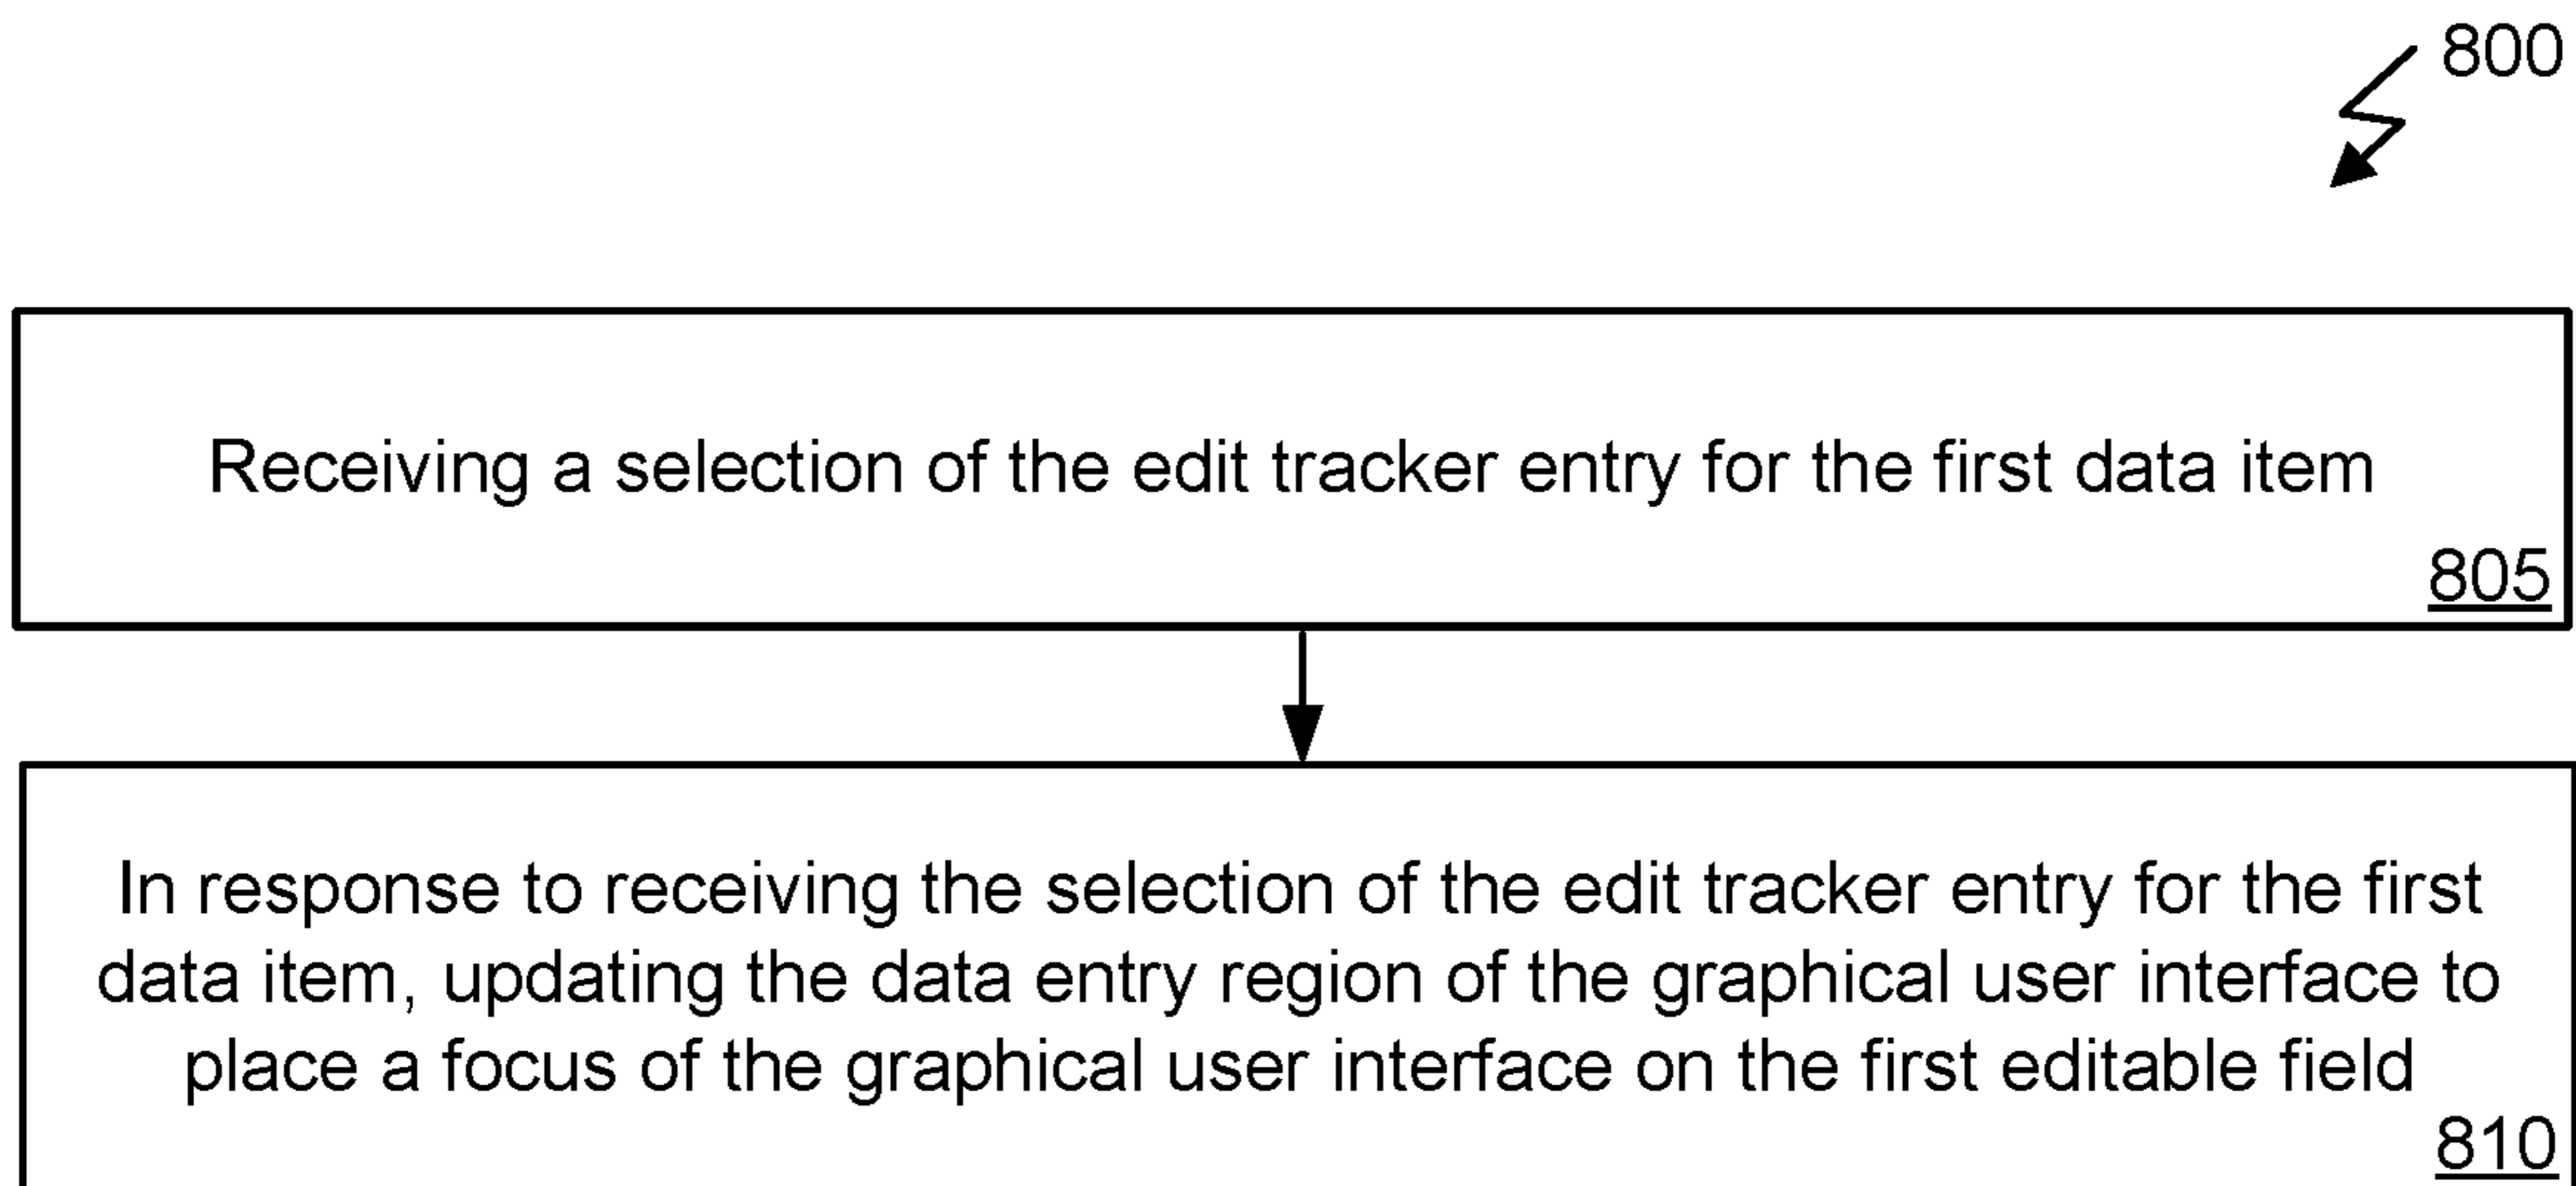 800
Receiving a selection of the edit tracker entry for the first data item
805
In response to receiving the selection of the edit tracker entry for the first
data item, updating the data entry region of the graphical user interface to
place a focus of the graphical user interface on the first editable field
810